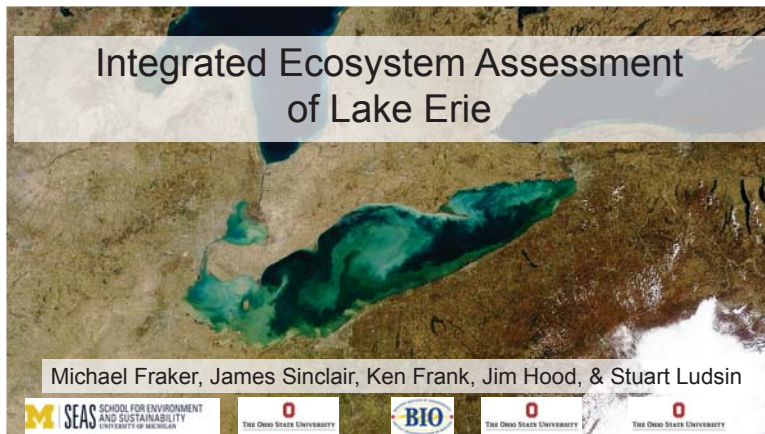 Integrated Ecosystem Assessment
of Lake Erie
Michael Fraker, James Sinclair, Ken Frank, Jim Hood, & Stuart Ludsin
M SEAS SCHOOL FOR ENVIRONMENT
AND SUSTAINABILITY
UNIVERSITY OF MICHIGAN
THE OHIO STATE UNIVERSITY
BIO
THE OHIO STATE UNIVERSITY
THE OHIO STATE UNIVERSITY